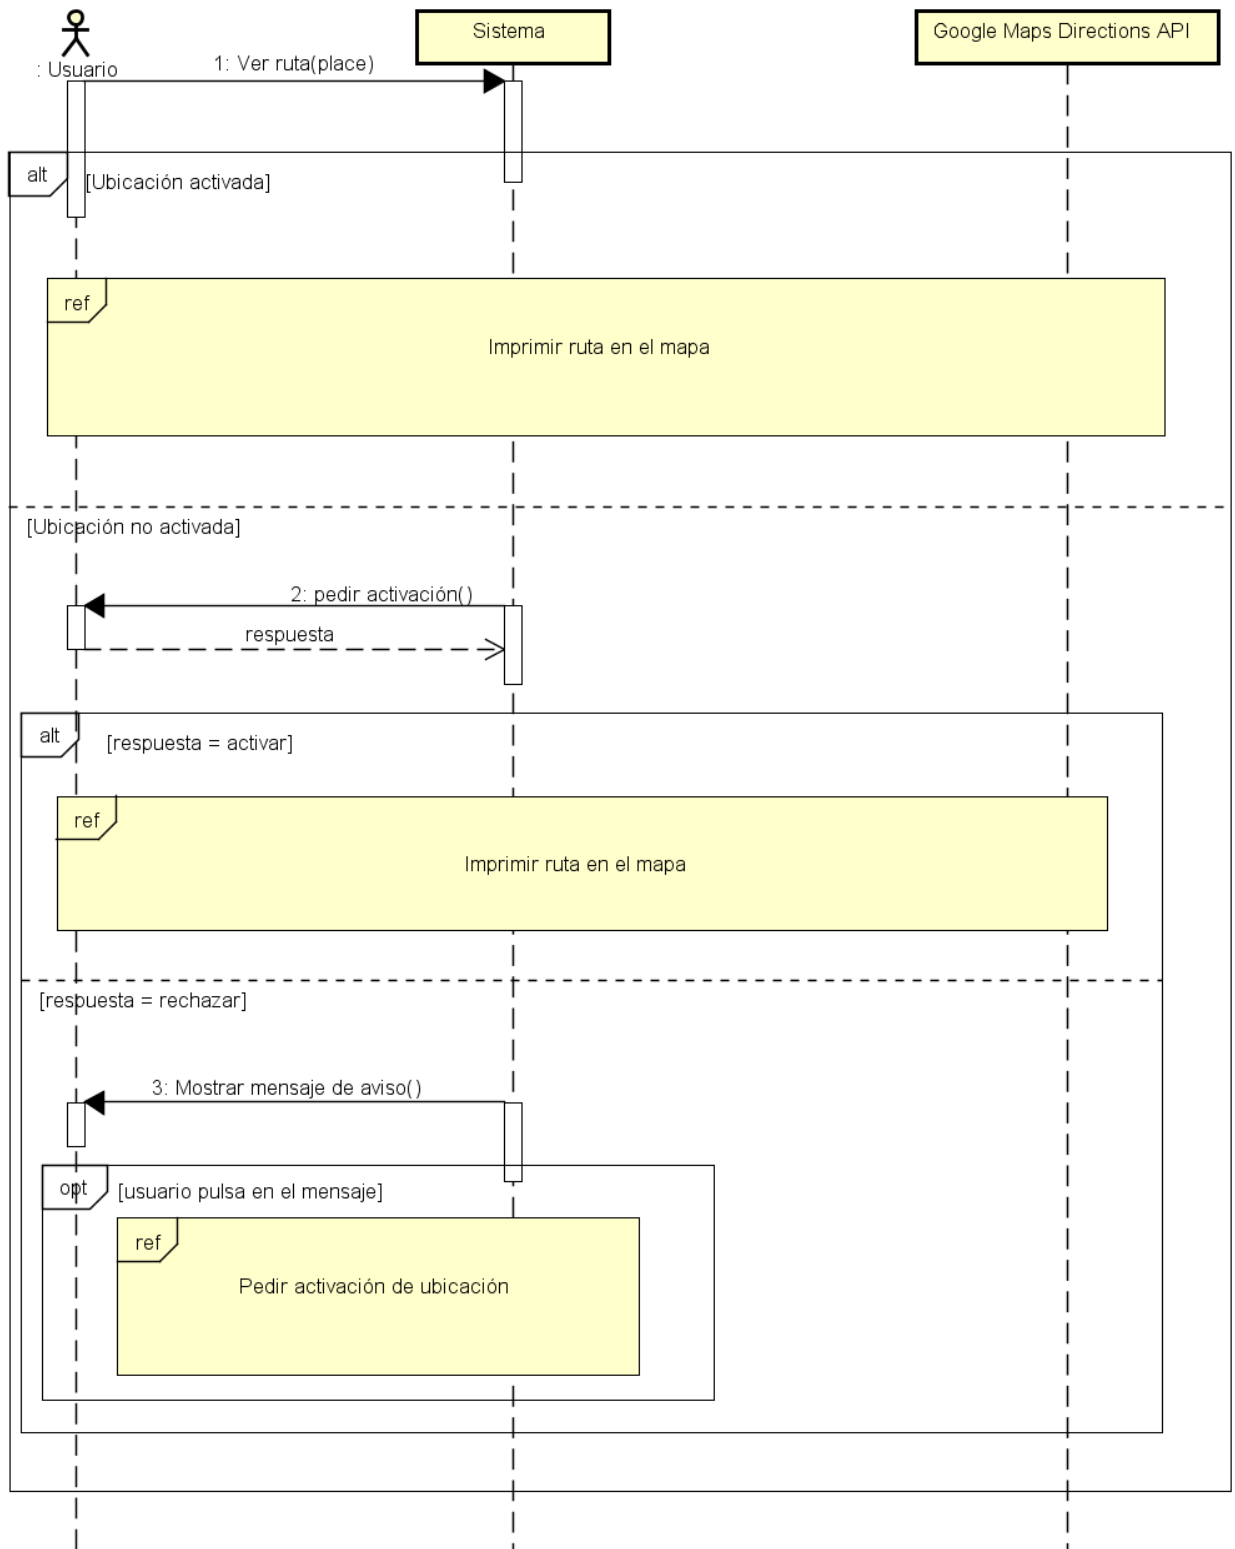 Sistema
Google Maps Directions API
: Usuario
1: Ver ruta(place)
alt
[Ubicación activada]
ref
Imprimir ruta en el mapa
[Ubicación no activada]
2: pedir activación()
respuesta
alt
[respuesta = activar]
ref
Imprimir ruta en el mapa
[respuesta = rechazar]
3: Mostrar mensaje de aviso()
opt
[usuario pulsa en el mensaje]
ref
Pedir activación de ubicación